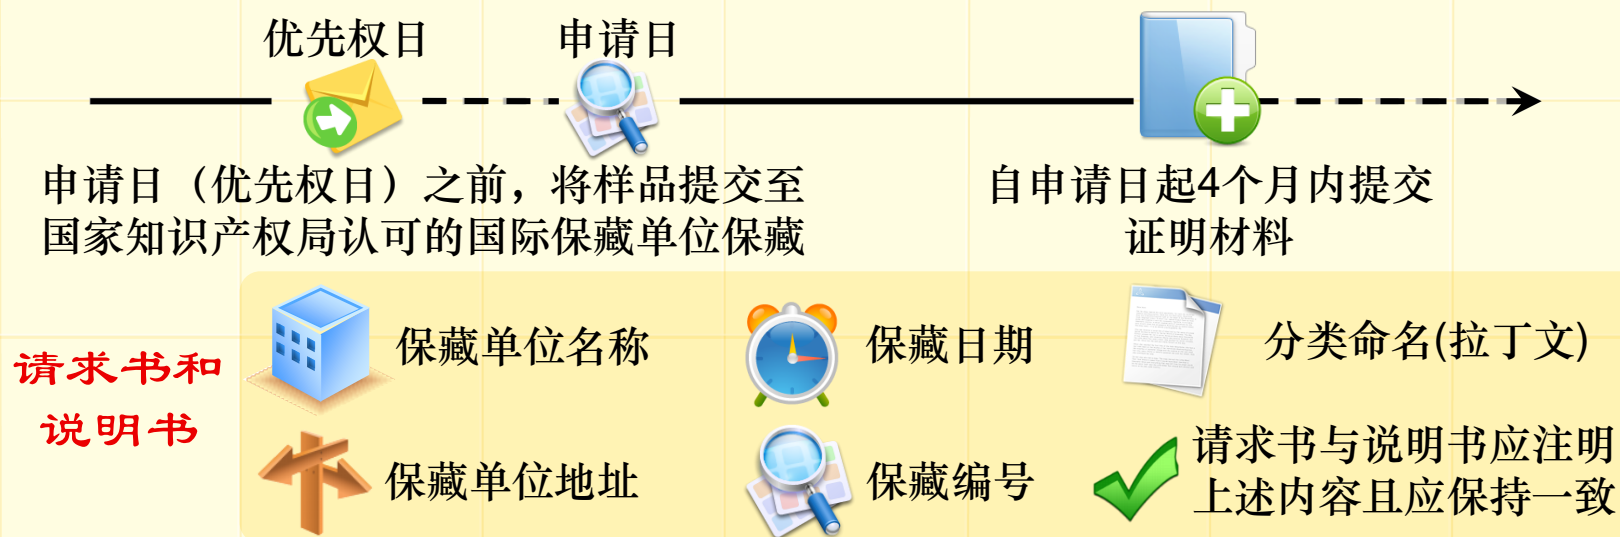 优先权日
申请日
申请日（优先权日）之前，将样品提交至
国家知识产权局认可的国际保藏单位保藏
自申请日起4个月内提交
证明材料
请求书和
说明书
保藏单位名称
保藏日期
分类命名(拉丁文)
保藏单位地址
保藏编号
请求书与说明书应注明
上述内容且应保持一致